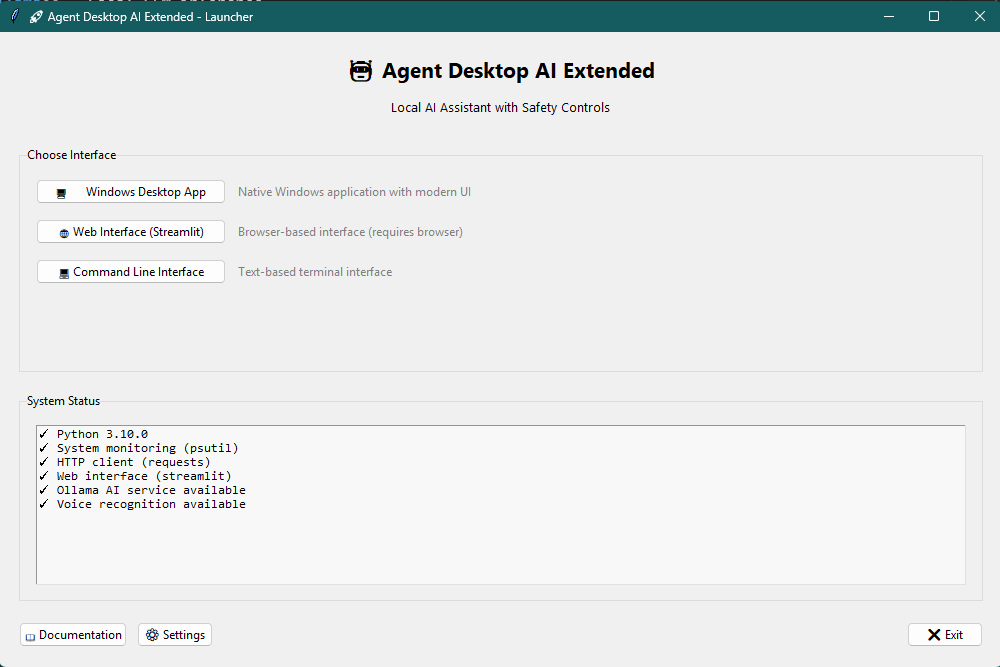 Agent Desktop AI Extended - Launcher
Agent Desktop AI Extended
Local AI Assistant with Safety Controls
Choose Interface
Windows Desktop App Native Windows application with modern UI
Web Interface (Streamlit) Browser-based interface (requires browser)
Command Line Interface Text-based terminal interface
System Status
✓ Python 3.10.0
✓ System monitoring (psutil)
✓ HTTP client (requests)
✓ Web interface (streamlit)
✓ Ollama AI service available
✓ Voice recognition available
Documentation Settings Exit